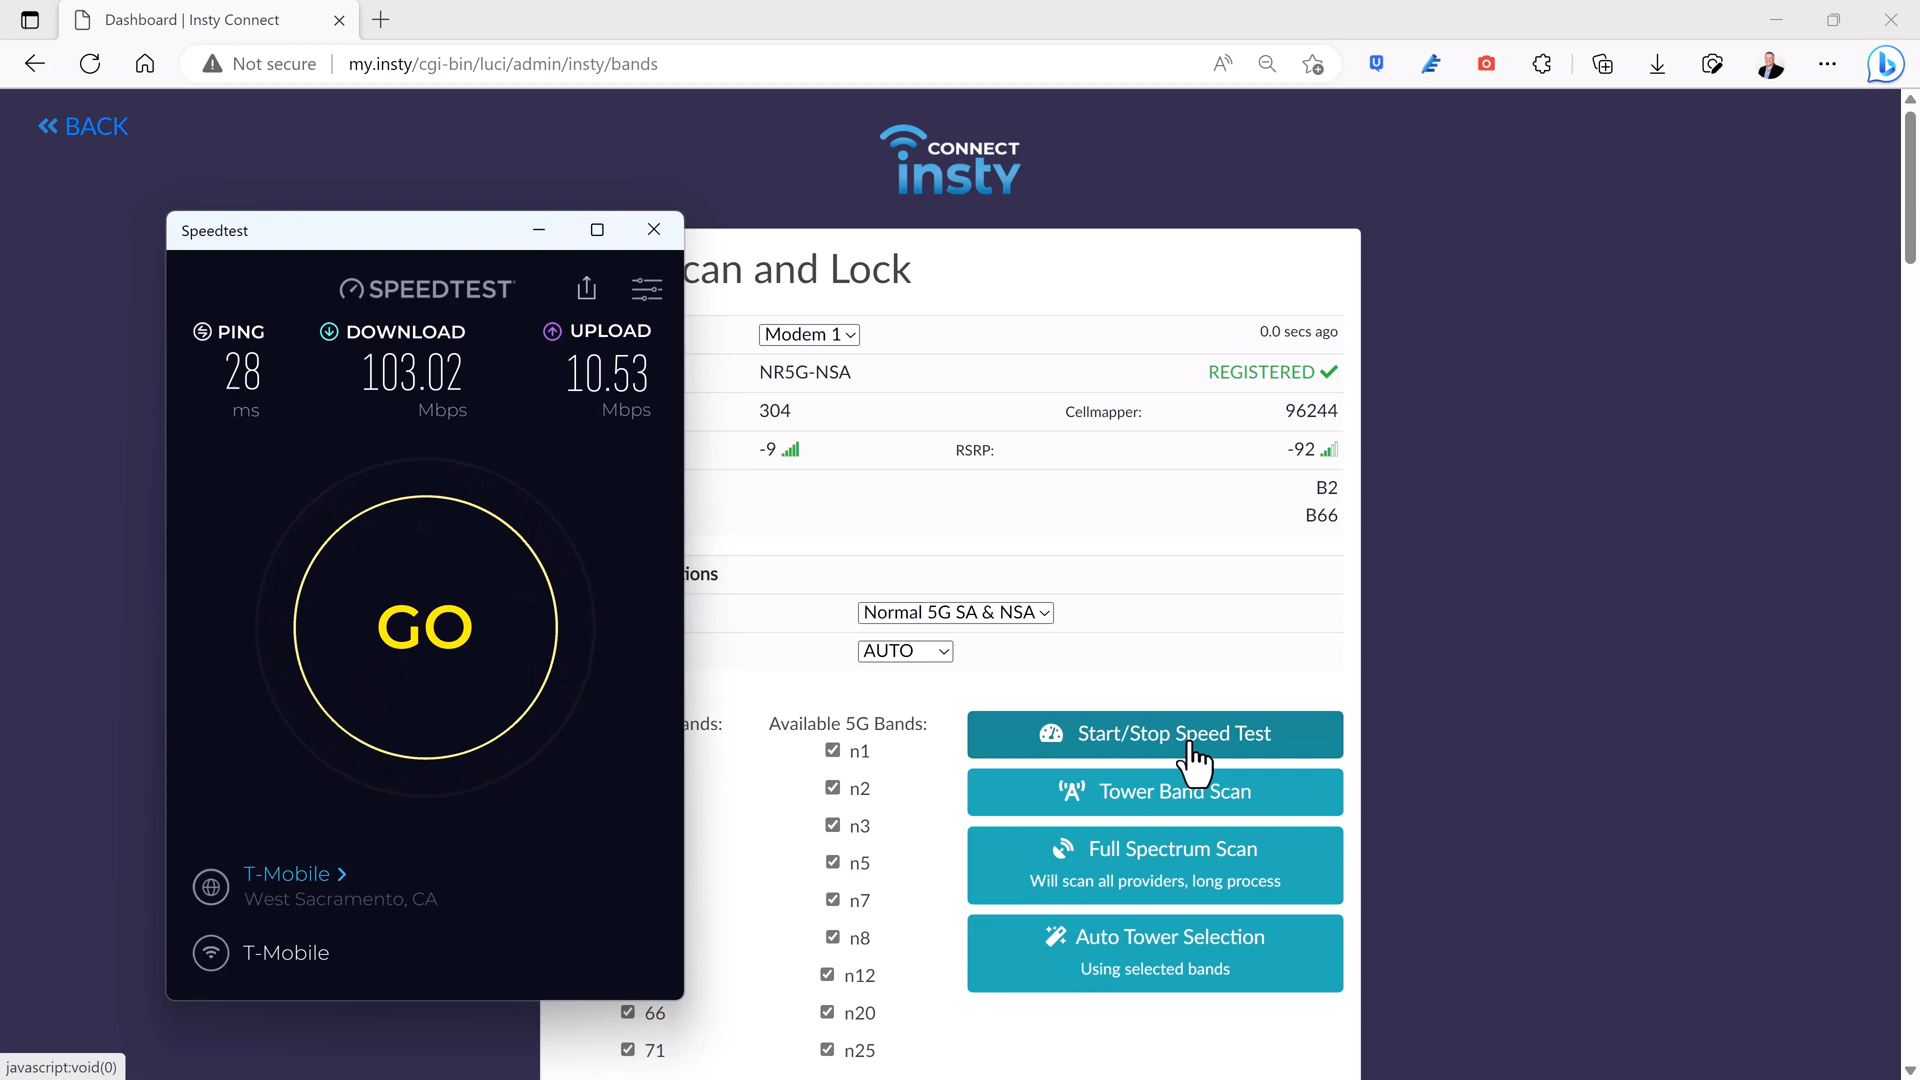 Dashboard | Insty Connect
Not secure
my.insty/cgi-bin/luci/admin/insty/bands
BACK
CONNECT
insty
Speedtest
SPEEDTEST
PING
DOWNLOAD
UPLOAD
28
103.02
10.53
ms
Mbps
Mbps
GO
T-Mobile
West Sacramento, CA
T-Mobile
can and Lock
Modem 1
0.0 secs ago
NR5G-NSA
REGISTERED
304
Cellmapper:
96244
-9
RSRP:
-92
B2
B66
ions
Normal 5G SA & NSA
AUTO
ands:
Available 5G Bands:
n1
n2
n3
n5
n7
n8
n12
66
n20
71
n25
Start/Stop Speed Test
Tower Band Scan
Full Spectrum Scan
Will scan all providers, long process
Auto Tower Selection
Using selected bands
javascript:void(0)